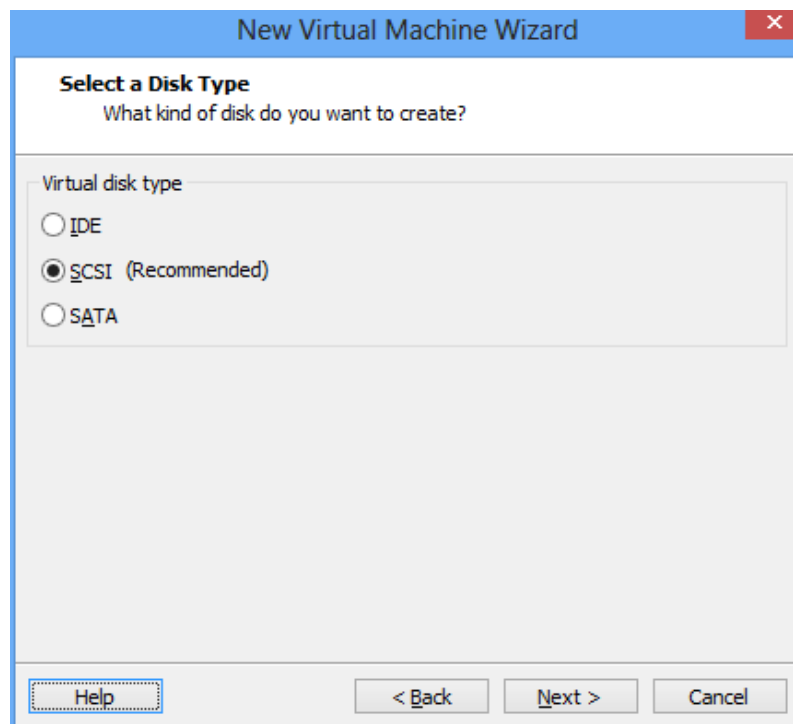 New Virtual Machine Wizard
Select a Disk Type
What kind of disk do you want to create?
Virtual disk type
IDE
SCSI (Recommended)
SATA
Help < Back Next > Cancel